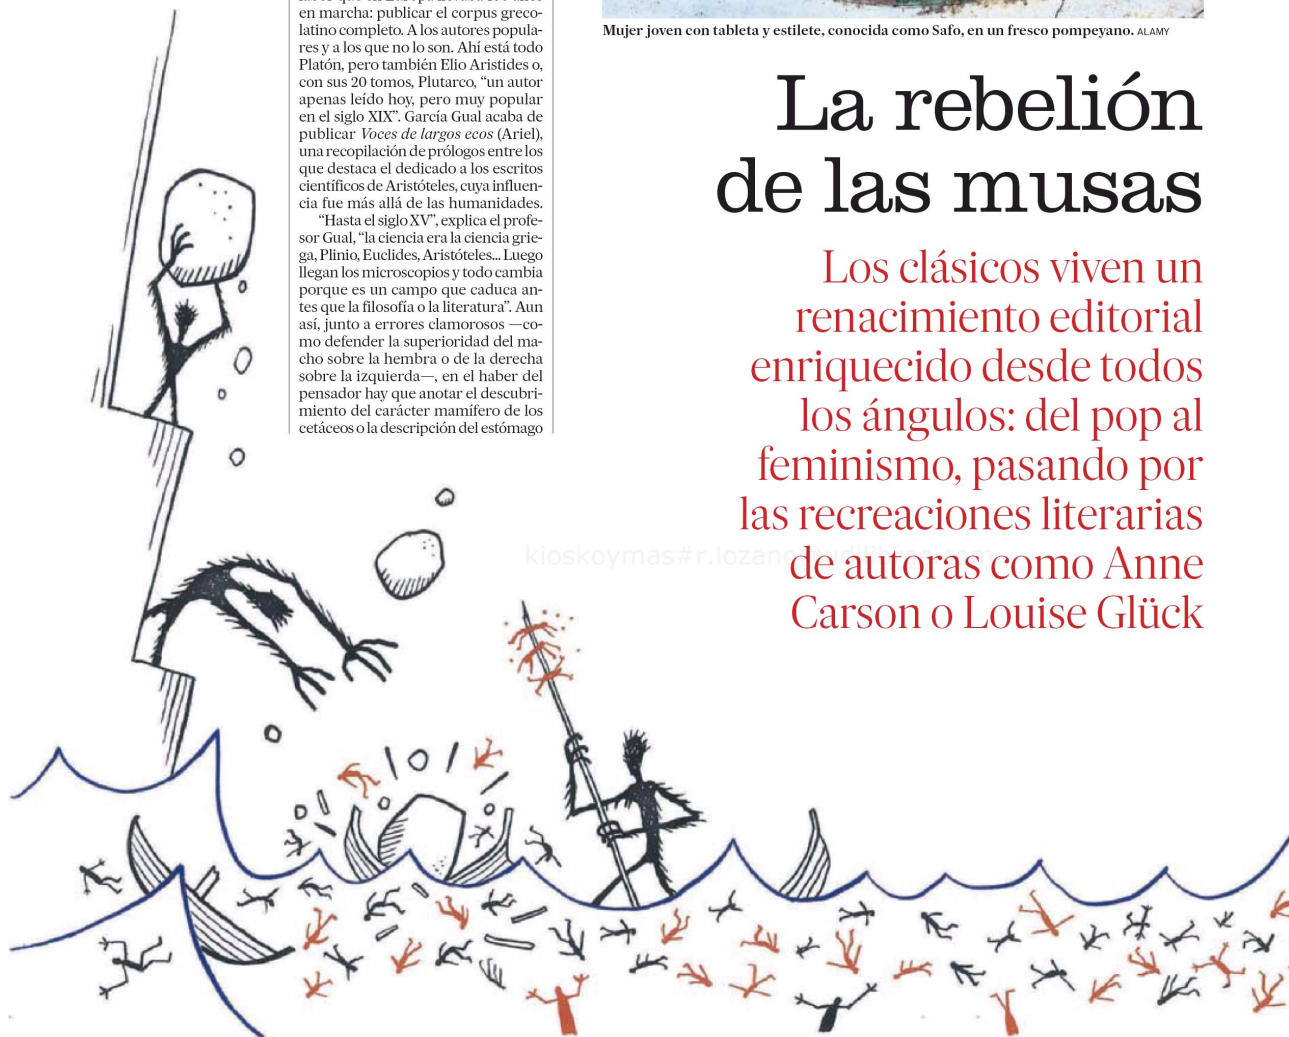 en marcha: publicar el corpus greco-
latino completo. A los autores popula-
res y a los que no lo son. Ahí está todo
Platón, pero también Elio Aristides o,
con sus 20 tomos, Plutarco, “un autor
apenas leído hoy, pero muy popular
en el siglo XIX”. García Gual acaba de
publicar Voces de largos ecos (Ariel),
una recopilación de prólogos entre los
que destaca el dedicado a los escritos
científicos de Aristóteles, cuya influen-
cia fue más allá de las humanidades.
“Hasta el siglo XV”, explica el profe-
sor Gual, “la ciencia era la ciencia grie-
ga, Plinio, Euclides, Aristóteles... Luego
llegan los microscopios y todo cambia
porque es un campo que caduca an-
tes que la filosofía o la literatura”. Aun
así, junto a errores clamorosos —co-
mo defender la superioridad del ma-
cho sobre la hembra o de la derecha
sobre la izquierda—, en el haber del
pensador hay que anotar el descubri-
miento del carácter mamífero de los
cetáceos o la descripción del estómago
Mujer joven con tableta y estilete, conocida como Safo, en un fresco pompeyano. ALAMY
La rebelión
de las musas
Los clásicos viven un
renacimiento editorial
enriquecido desde todos
los ángulos: del pop al
feminismo, pasando por
las recreaciones literarias
de autoras como Anne
Carson o Louise Glück